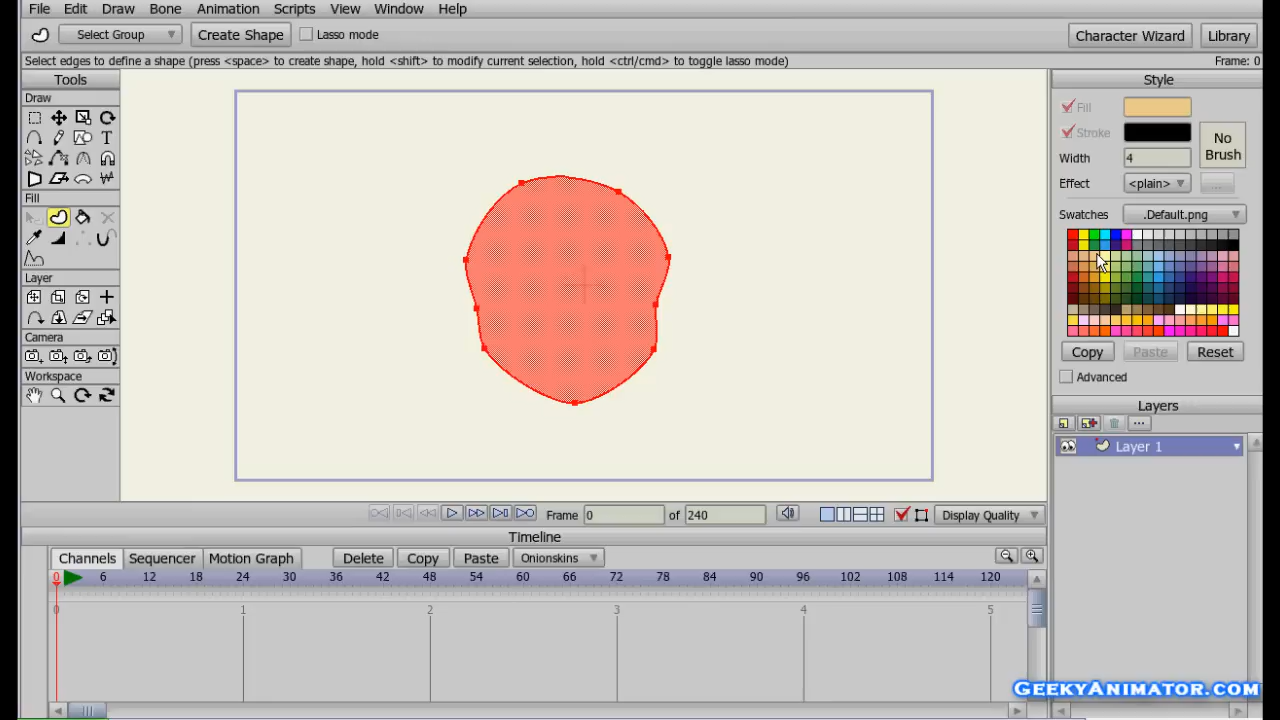 File Edit Draw Bone Animation Scripts View Window Help
Select Group Create Shape Lasso mode Character Wizard Library
Select edges to define a shape (press <space> to create shape, hold <shift> to modify current selection, hold <ctrl/cmd> to toggle lasso mode) Frame: 0
Tools
Draw
T
Fill
Layer
Camera
Workspace
Style
Fill
Stroke
No Brush
Width 4
Effect <plain> ...
Swatches .Default.png
Copy Paste Reset
Advanced
Layers
...
Layer 1
Frame 0 of 240 Display Quality
Timeline
Channels Sequencer Motion Graph Delete Copy Paste Onionskins
0 6 12 18 24 30 36 42 48 54 60 66 72 78 84 90 96 102 108 114 120
0 1 2 3 4 5
GeekyAnimator.com